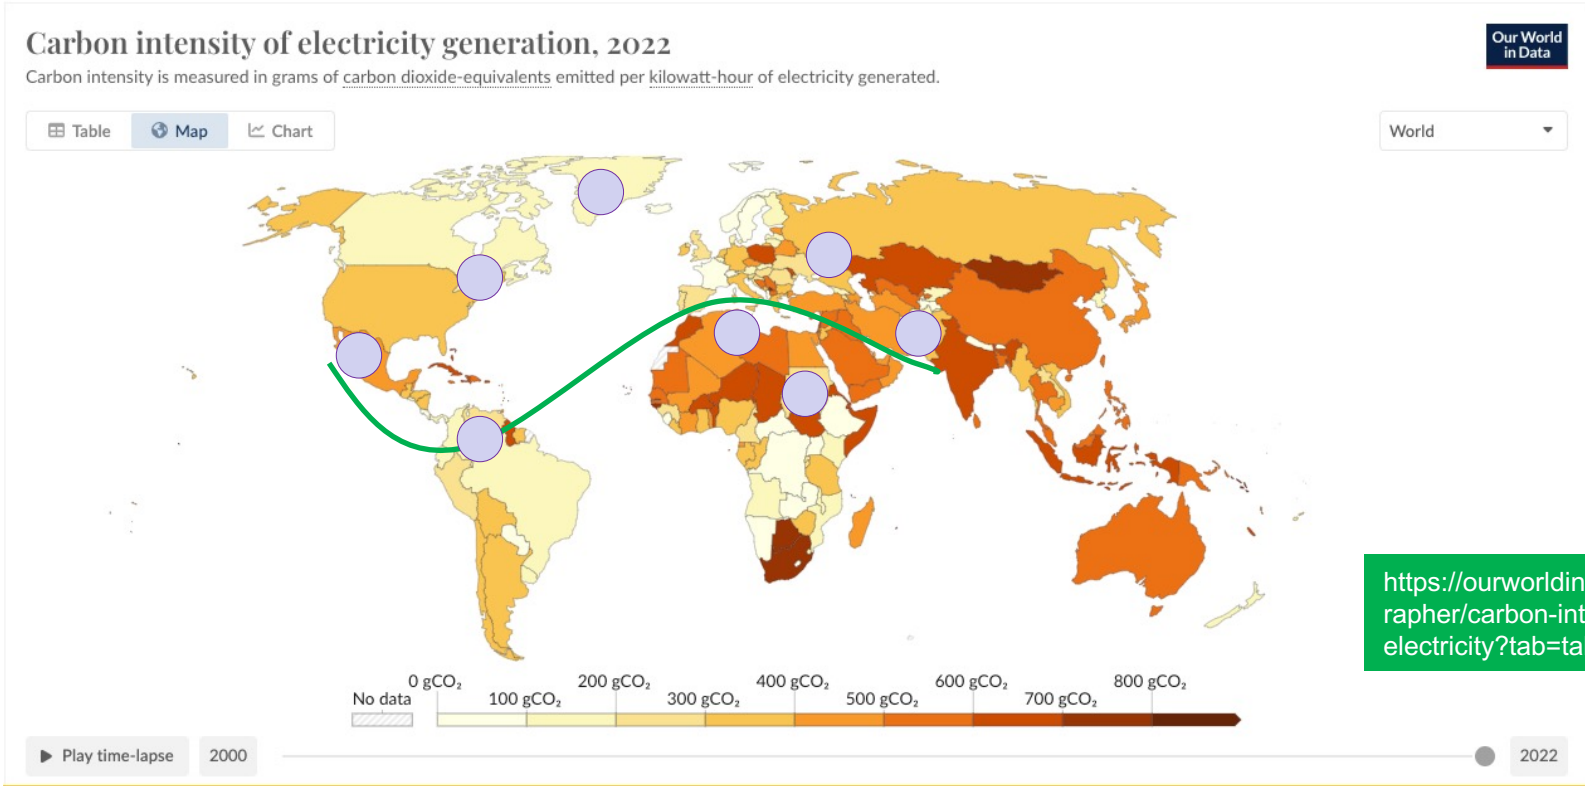 Carbon intensity of electricity generation, 2022
Our World
in Data
Carbon intensity is measured in grams of carbon dioxide-equivalents emitted per kilowatt-hour of electricity generated.
Table
Map
Chart
World
https://ourworldin
rapher/carbon-int
electricity?tab=ta
No data
0 gCO₂
100 gCO₂
200 gCO₂
300 gCO₂
400 gCO₂
500 gCO₂
600 gCO₂
700 gCO₂
800 gCO₂
Play time-lapse
2000
2022